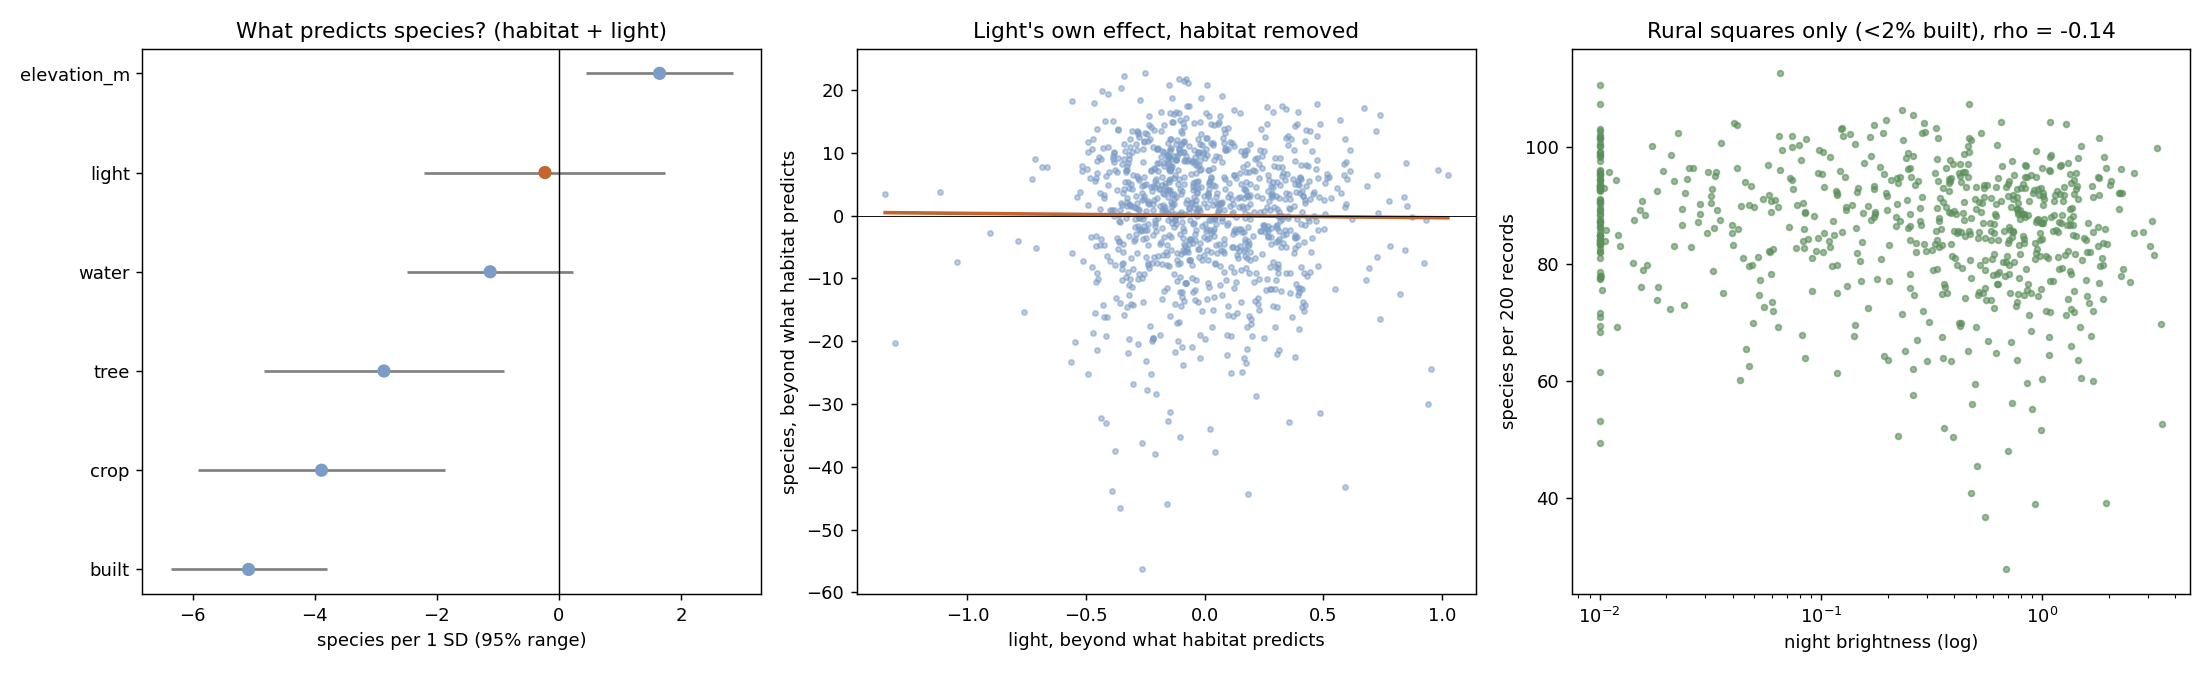 What predicts species? (habitat + light)
elevation_m
light
water
tree
crop
built
−6
−4
−2
0
2
species per 1 SD (95% range)
Light's own effect, habitat removed
species, beyond what habitat predicts
20
10
0
−10
−20
−30
−40
−50
−60
−1.0
−0.5
0.0
0.5
1.0
light, beyond what habitat predicts
Rural squares only (<2% built), rho = -0.14
species per 200 records
100
80
60
40
10⁻²
10⁻¹
10⁰
night brightness (log)